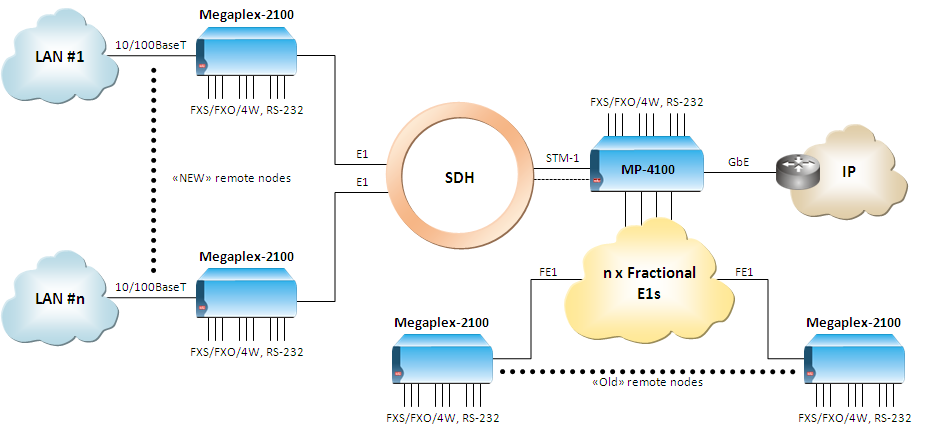 Megaplex-2100
LAN #1
10/100BaseT
FXS/FXO/4W, RS-232
E1
«NEW» remote nodes
E1
Megaplex-2100
LAN #n
10/100BaseT
FXS/FXO/4W, RS-232
SDH
STM-1
FXS/FXO/4W, RS-232
MP-4100
GbE
IP
n x Fractional
E1s
FE1
FE1
Megaplex-2100
FXS/FXO/4W, RS-232
«Old» remote nodes
Megaplex-2100
FXS/FXO/4W, RS-232